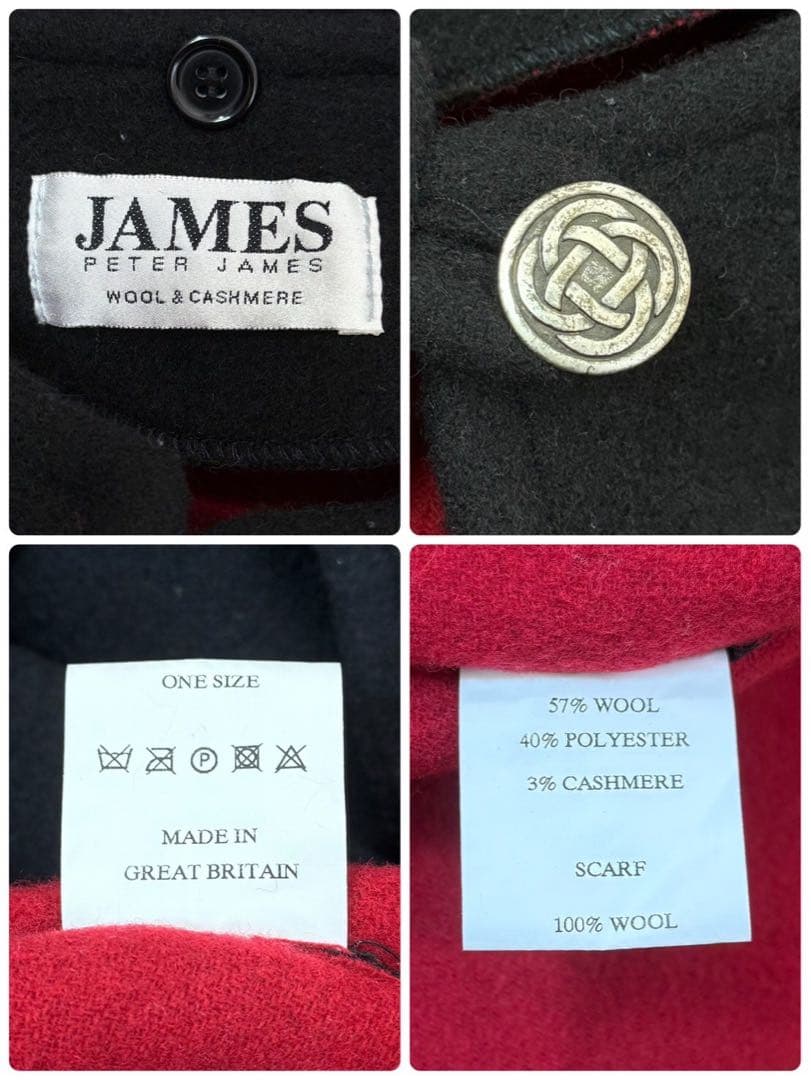 JAMES
PETER JAMES
WOOL & CASHMERE
ONE SIZE
P
MADE IN
GREAT BRITAIN
57% WOOL
40% POLYESTER
3% CASHMERE
SCARF
100% WOOL